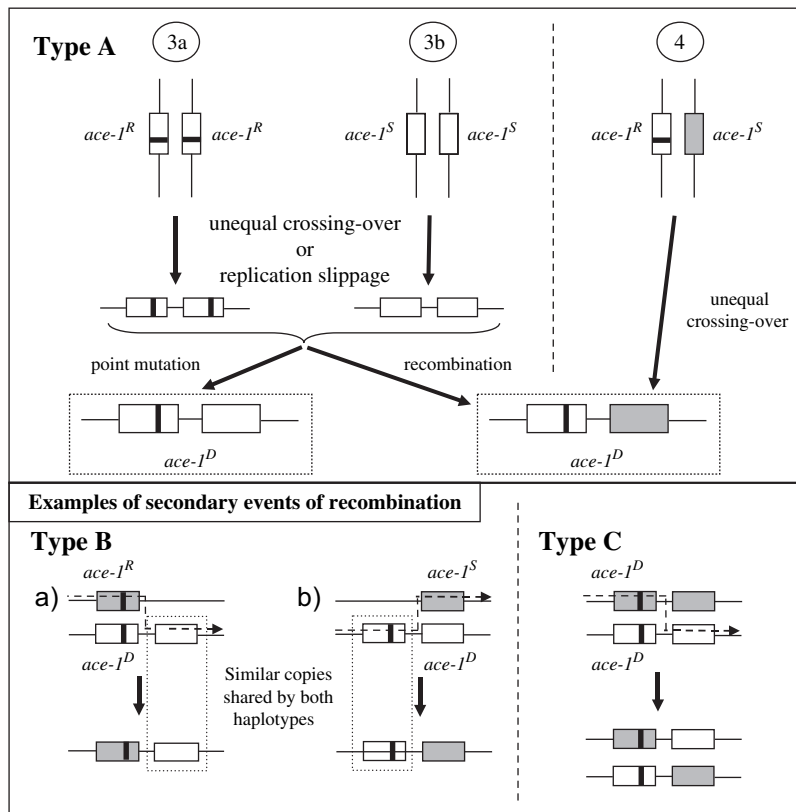 Type A
3a
3b
4
ace-1R
ace-1R
ace-1S
ace-1S
ace-1R
ace-1S
unequal crossing-over
or
replication slippage
unequal
crossing-over
point mutation
recombination
ace-1D
ace-1D
Examples of secondary events of recombination
Type B
Type C
a)
ace-1R
ace-1D
b)
ace-1S
ace-1D
Similar copies
shared by both
haplotypes
ace-1D
ace-1D